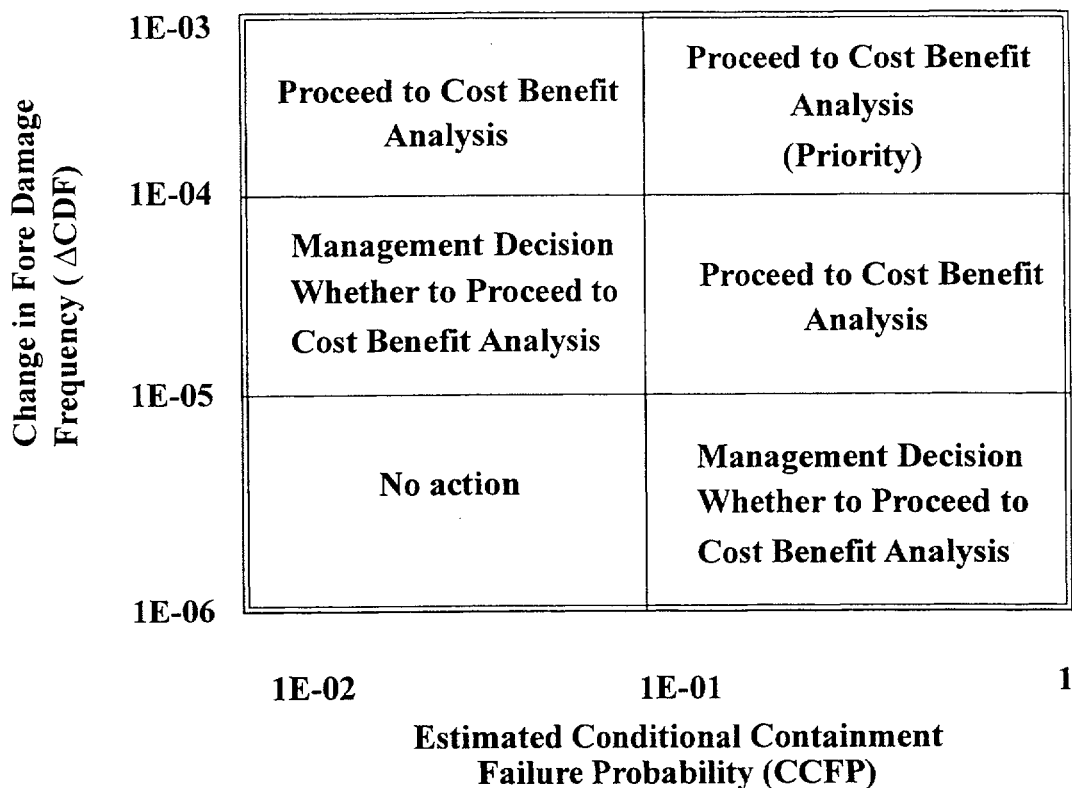 1E-03
Proceed to Cost Benefit
Analysis
Proceed to Cost Benefit
Analysis
(Priority)
1E-04
Management Decision
Whether to Proceed to
Cost Benefit Analysis
Proceed to Cost Benefit
Analysis
1E-05
No action
Management Decision
Whether to Proceed to
Cost Benefit Analysis
1E-06
Change in Fore Damage
Frequency ( ΔCDF)
1E-02
1E-01
1
Estimated Conditional Containment
Failure Probability (CCFP)